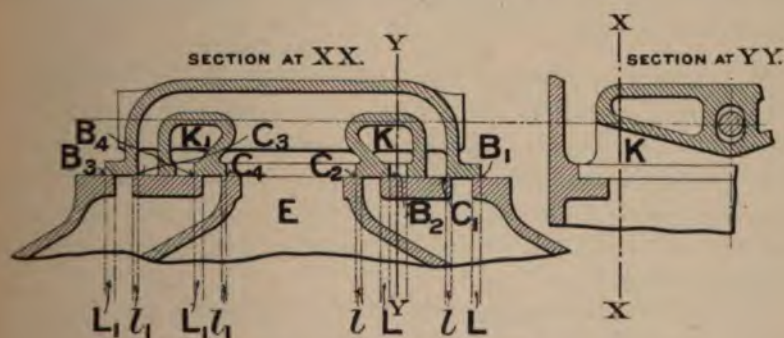 Y X
SECTION AT XX. SECTION AT YY.
B₄ K₁ C₃ K
B₃ C₄ C₂ B₁ K
E B₂ C₁
L₁ l₁ L₁ l₁ l L Y l L X